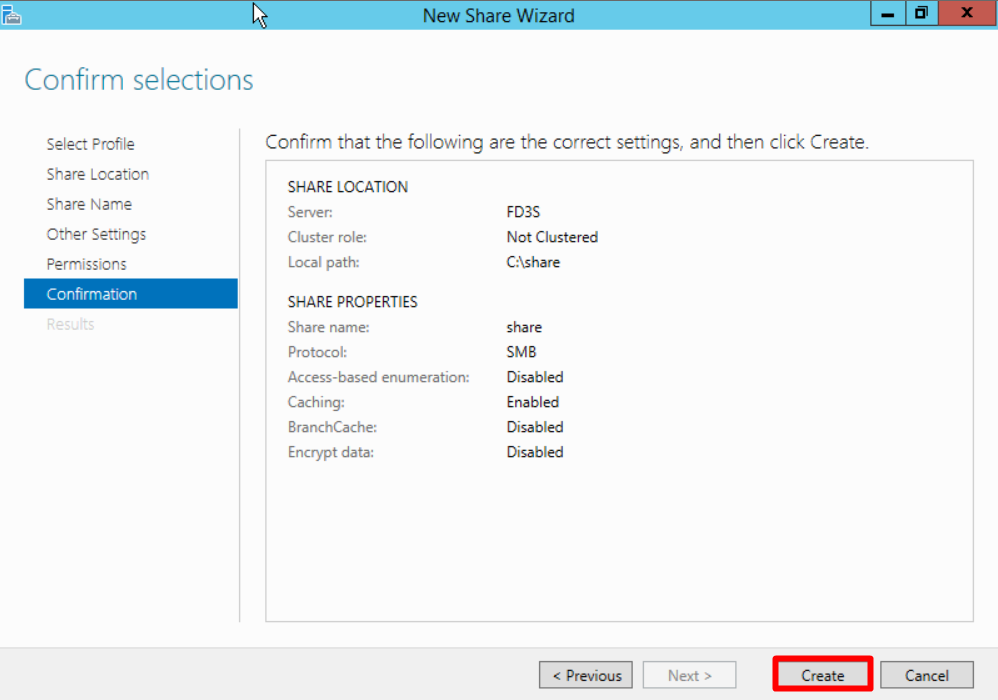 New Share Wizard
Confirm selections
Select Profile
Share Location
Share Name
Other Settings
Permissions
Confirmation
Results
Confirm that the following are the correct settings, and then click Create.
SHARE LOCATION
Server: FD3S
Cluster role: Not Clustered
Local path: C:\share
SHARE PROPERTIES
Share name: share
Protocol: SMB
Access-based enumeration: Disabled
Caching: Enabled
BranchCache: Disabled
Encrypt data: Disabled
< Previous Next > Create Cancel